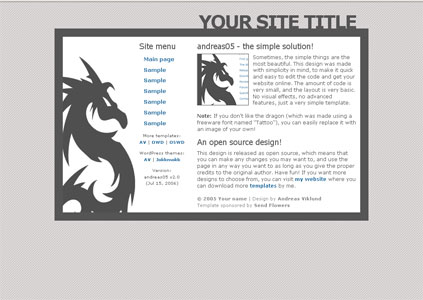 YOUR SITE TITLE
Site menu
Main page
Sample
Sample
Sample
Sample
Sample
Sample
More templates:
AV | OWD | OSWD
WordPress themes:
AV |
Version:
andreas05 v2.0
(Jul 15, 2006)
andreas05 - the simple solution!
Sometimes, the simple things are the
most beautiful. This design was made
with simplicity in mind, to make it quick
and easy to edit the code and get your
website online. The amount of code is
very small, and the layout is very basic.
No visual effects, no advanced
features, just a very simple template.
Note: If you don't like the dragon (which was made using a
freeware font named "Tattoo"), you can easily replace it with
an image of your own!
An open source design!
This design is released as open source, which means that
you can make any changes you may want to, and use the
page in any way you want to as long as you give the proper
credits to the original author. Have fun! If you want more
designs to choose from, you can visit my website where you
can download more templates by me.
© 2005 Your name | Design by Andreas Viklund
Template sponsored by Send Flowers